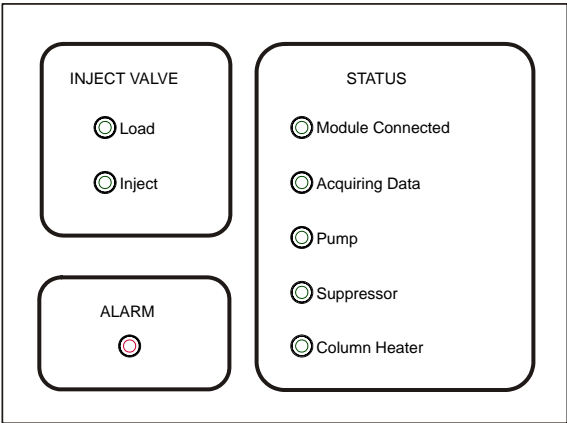 INJECT VALVE
Load
Inject
ALARM
STATUS
Module Connected
Acquiring Data
Pump
Suppressor
Column Heater